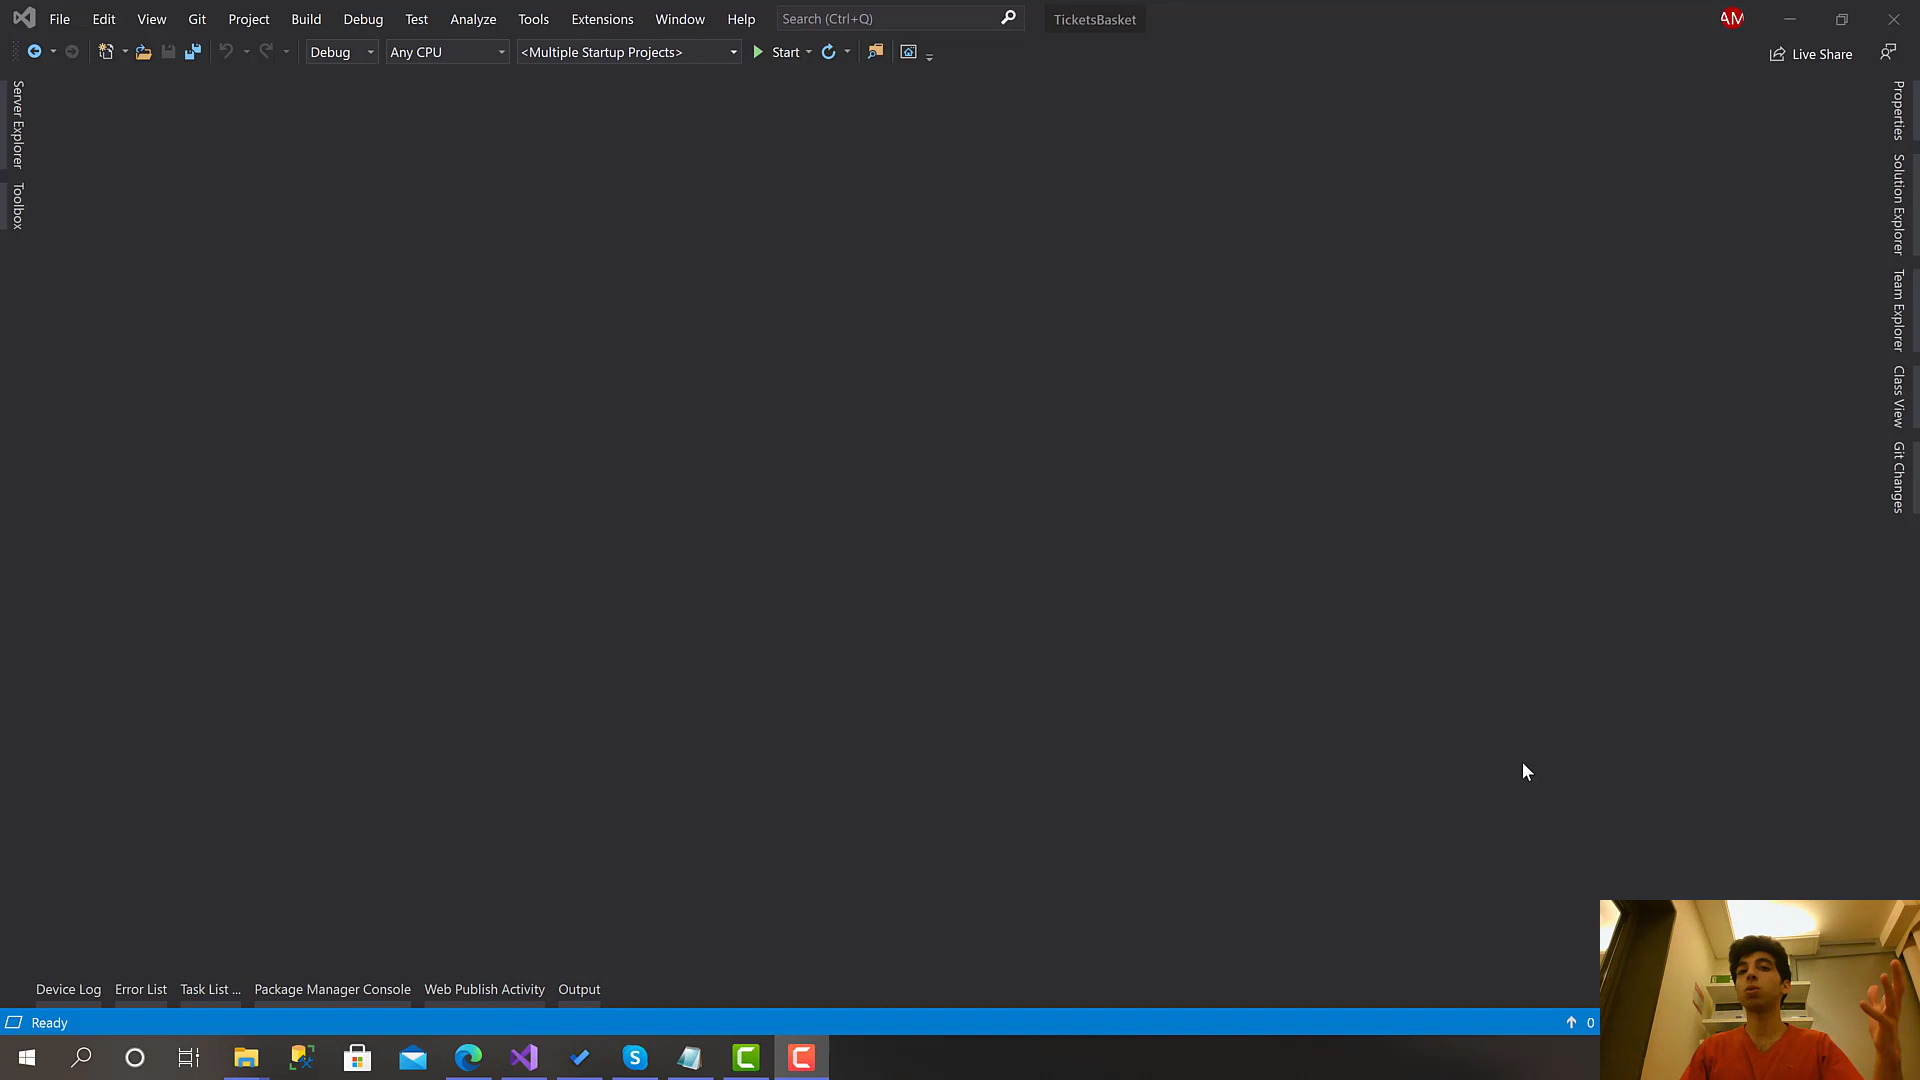 File Edit View Git Project Build Debug Test Analyze Tools Extensions Window Help Search (Ctrl+Q) TicketsBasket AM
Debug Any CPU <Multiple Startup Projects> Start Live Share
Server Explorer
Toolbox
Properties
Solution Explorer
Team Explorer
Class View
Git Changes
Device Log Error List Task List ... Package Manager Console Web Publish Activity Output
Ready 0